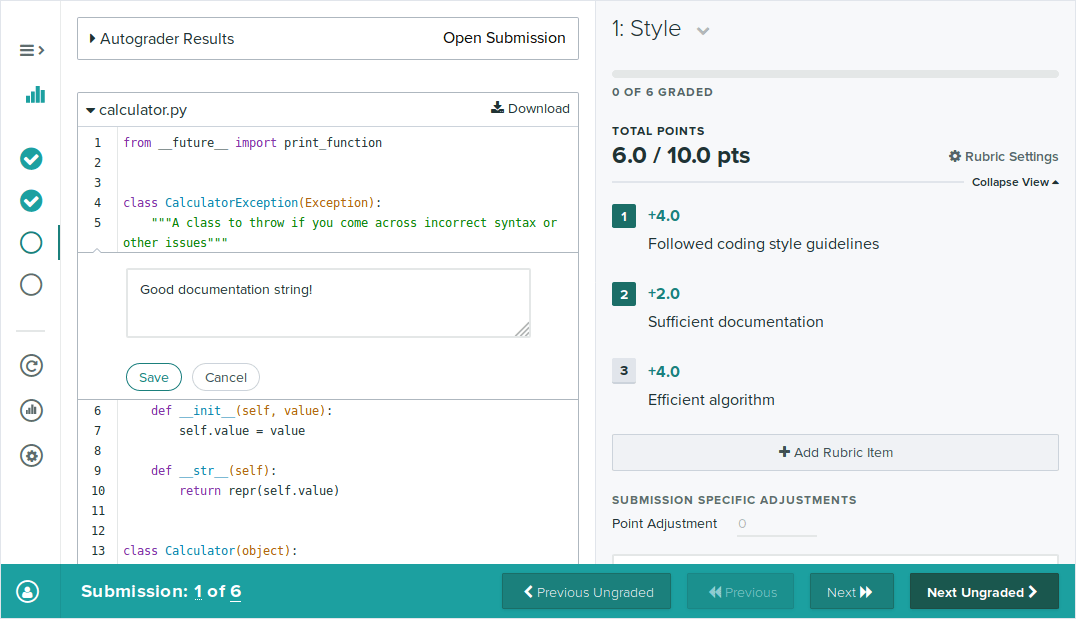 Autograder Results
Open Submission
calculator.py
Download
1 from __future__ import print_function
2
3
4 class CalculatorException(Exception):
5 """A class to throw if you come across incorrect syntax or
other issues"""
Good documentation string!
Save
Cancel
6 def __init__(self, value):
7 self.value = value
8
9 def __str__(self):
10 return repr(self.value)
11
12
13 class Calculator(object):
1: Style
0 OF 6 GRADED
TOTAL POINTS
6.0 / 10.0 pts
Rubric Settings
Collapse View
1 +4.0
Followed coding style guidelines
2 +2.0
Sufficient documentation
3 +4.0
Efficient algorithm
Add Rubric Item
SUBMISSION SPECIFIC ADJUSTMENTS
Point Adjustment 0
Submission: 1 of 6
Previous Ungraded
Previous
Next
Next Ungraded